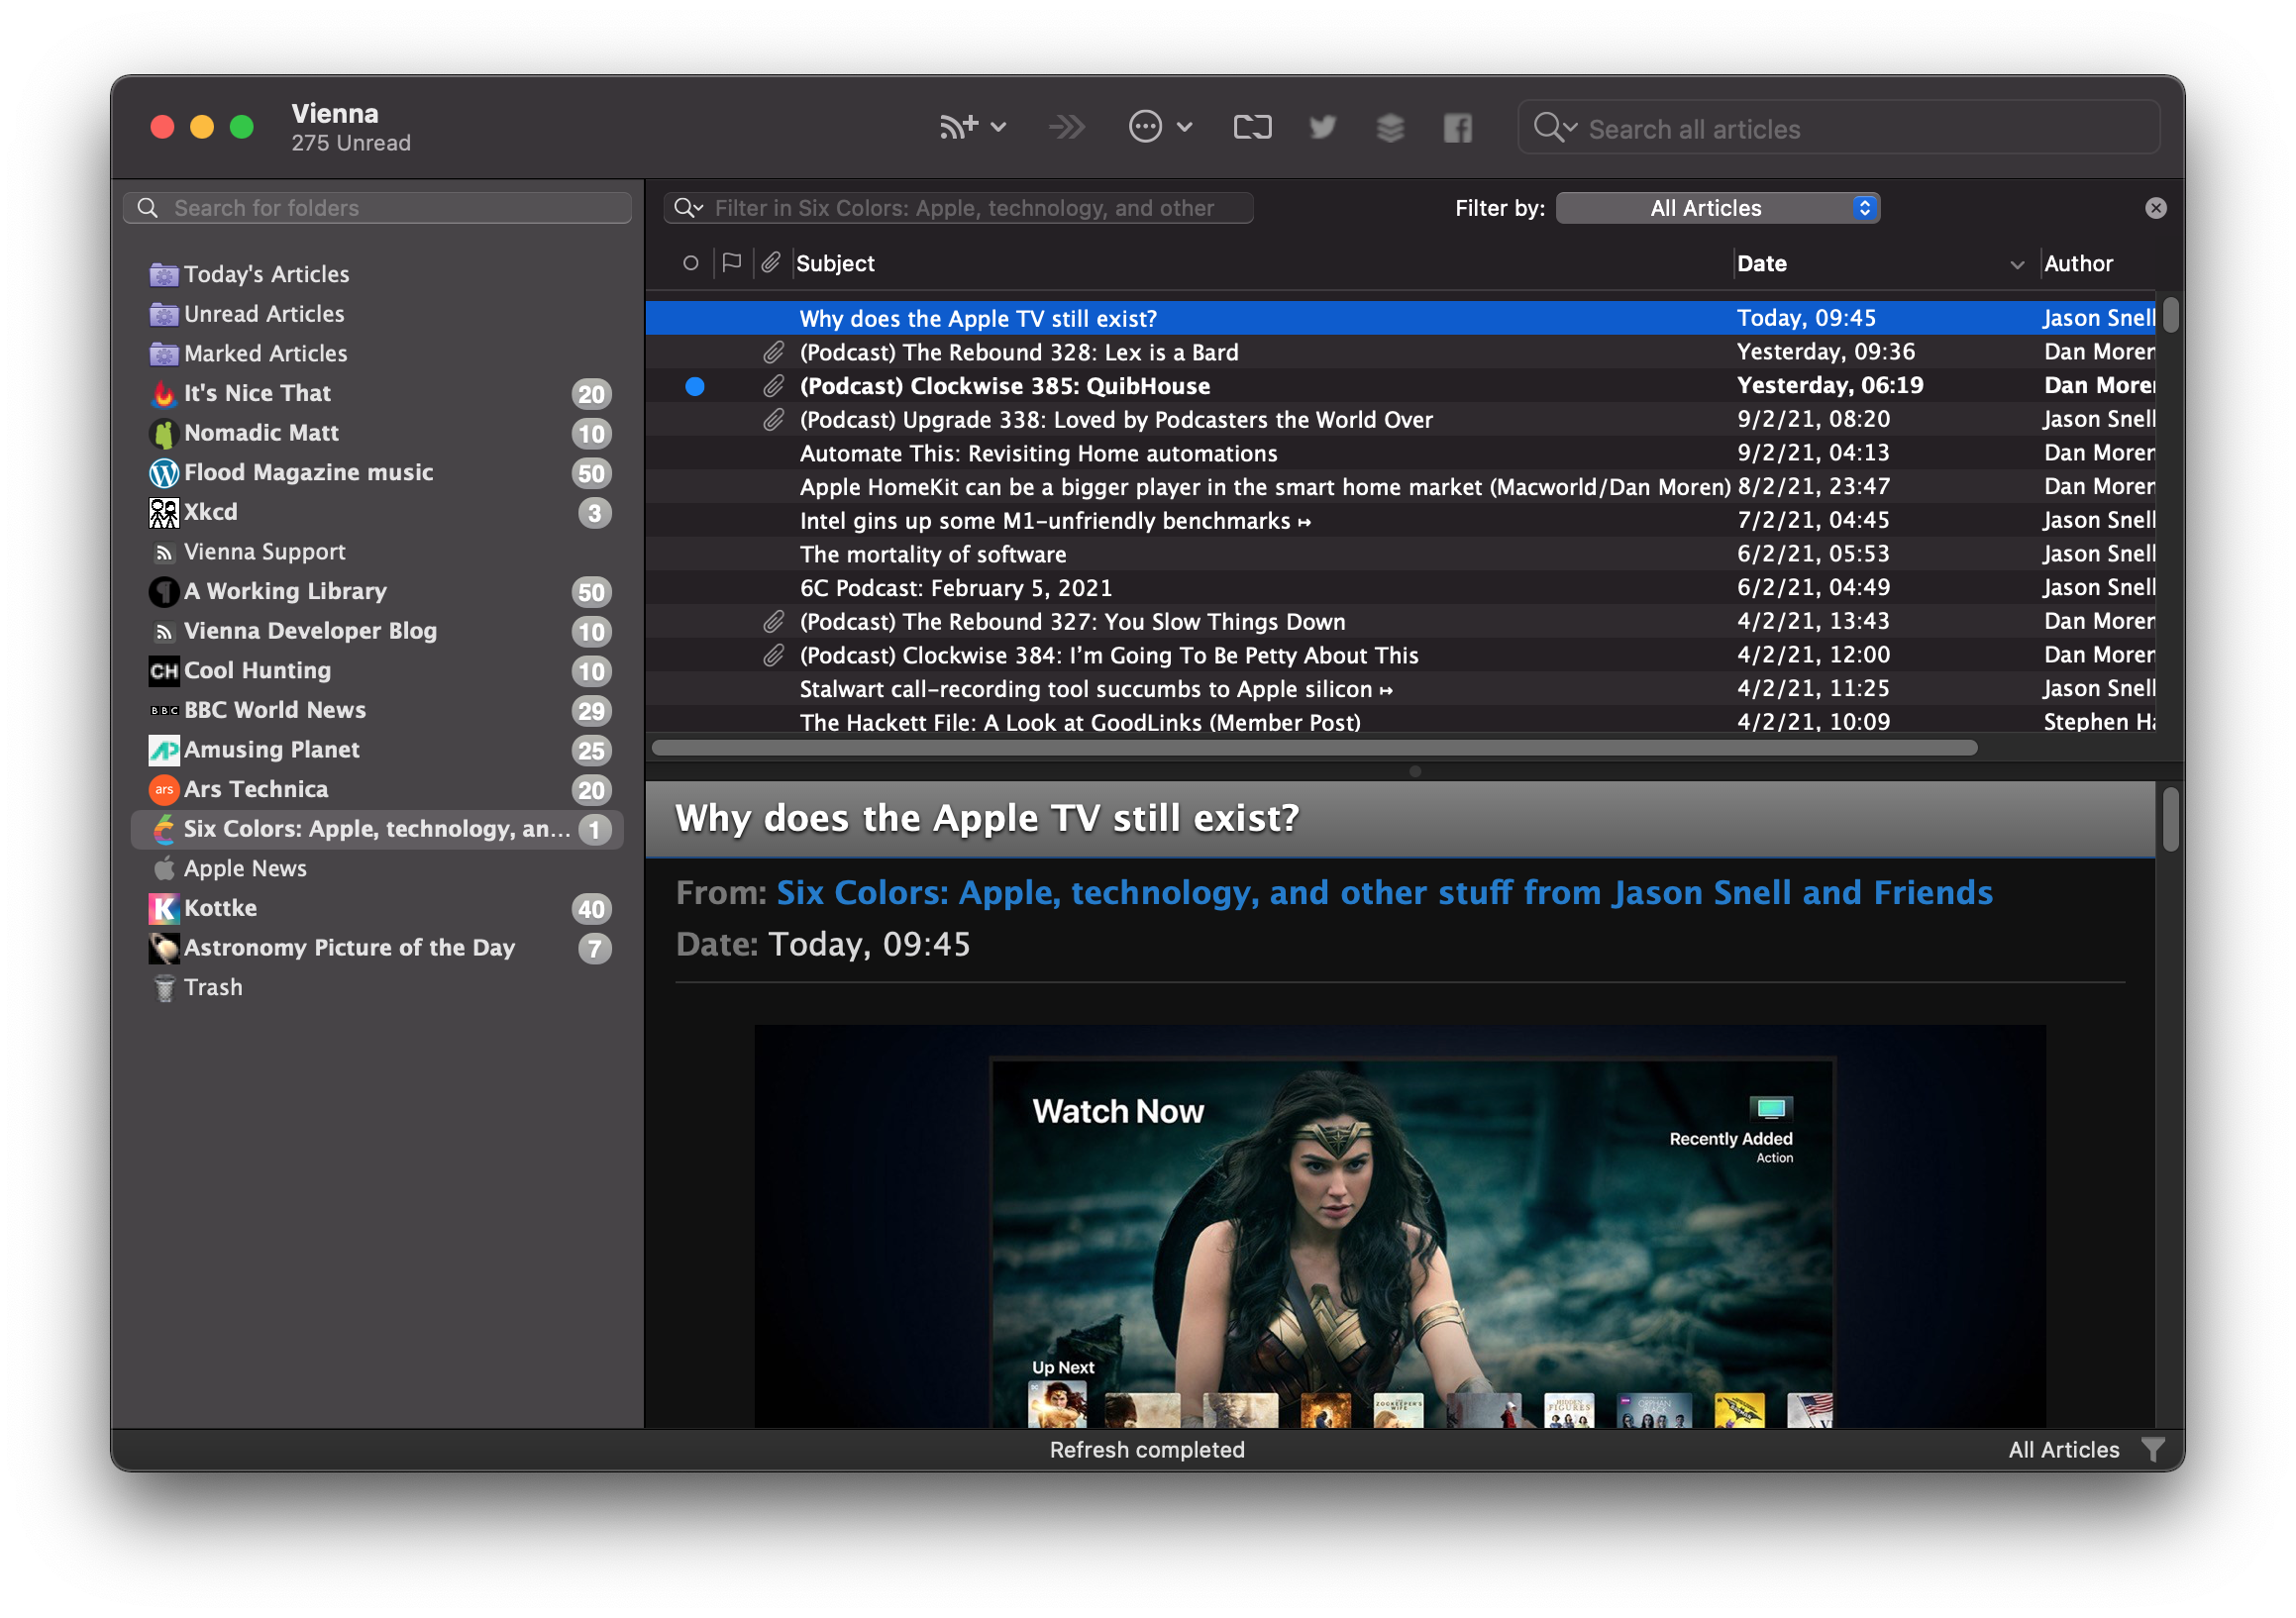 Vienna
275 Unread
Search all articles
Search for folders
Filter in Six Colors: Apple, technology, and other
Filter by:
All Articles
Today's Articles
Unread Articles
Marked Articles
It's Nice That 20
Nomadic Matt 10
Flood Magazine music 50
Xkcd 3
Vienna Support
A Working Library 50
Vienna Developer Blog 10
CH Cool Hunting 10
BBC BBC World News 29
AP Amusing Planet 25
ars Ars Technica 20
Six Colors: Apple, technology, an... 1
Apple News
K Kottke 40
Astronomy Picture of the Day 7
Trash
Subject Date Author
Why does the Apple TV still exist? Today, 09:45 Jason Snell
(Podcast) The Rebound 328: Lex is a Bard Yesterday, 09:36 Dan Moren
(Podcast) Clockwise 385: QuibHouse Yesterday, 06:19 Dan Moren
(Podcast) Upgrade 338: Loved by Podcasters the World Over 9/2/21, 08:20 Jason Snell
Automate This: Revisiting Home automations 9/2/21, 04:13 Dan Moren
Apple HomeKit can be a bigger player in the smart home market (Macworld/Dan Moren) 8/2/21, 23:47 Dan Moren
Intel gins up some M1-unfriendly benchmarks ↦ 7/2/21, 04:45 Jason Snell
The mortality of software 6/2/21, 05:53 Jason Snell
6C Podcast: February 5, 2021 6/2/21, 04:49 Jason Snell
(Podcast) The Rebound 327: You Slow Things Down 4/2/21, 13:43 Dan Moren
(Podcast) Clockwise 384: I’m Going To Be Petty About This 4/2/21, 12:00 Dan Moren
Stalwart call-recording tool succumbs to Apple silicon ↦ 4/2/21, 11:25 Jason Snell
The Hackett File: A Look at GoodLinks (Member Post) 4/2/21, 10:09 Stephen Ha
Why does the Apple TV still exist?
From: Six Colors: Apple, technology, and other stuff from Jason Snell and Friends
Date: Today, 09:45
Watch Now
Recently Added
Action
Up Next
Refresh completed
All Articles